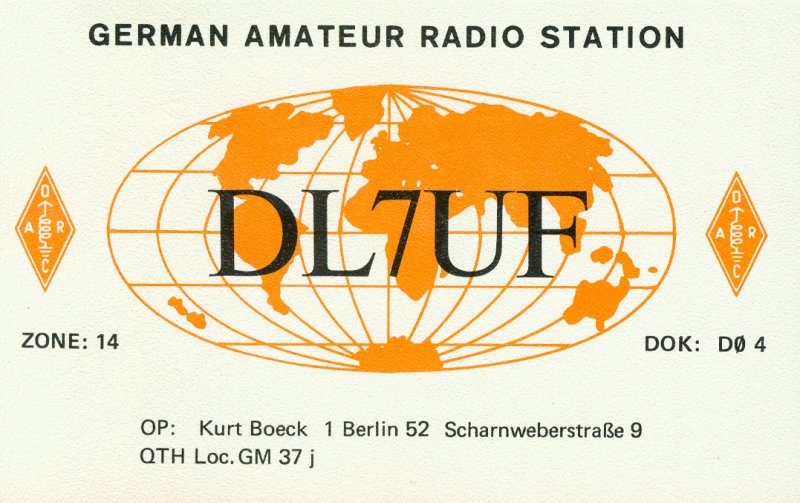 GERMAN AMATEUR RADIO STATION
DL7UF
D
A R
C
D
A R
C
ZONE: 14
DOK: DØ 4
OP: Kurt Boeck 1 Berlin 52 Scharnweberstraße 9
QTH Loc. GM 37 j